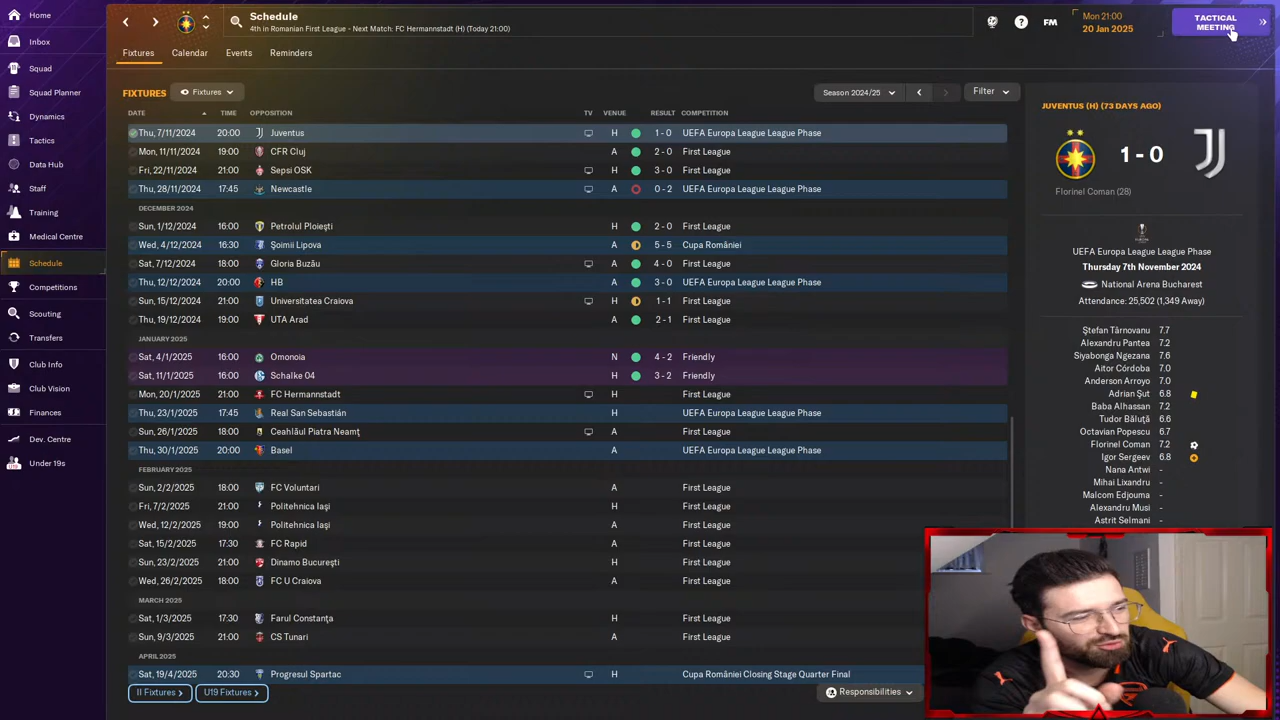 Home
Inbox
Squad
Squad Planner
Dynamics
Tactics
Data Hub
Staff
Training
Medical Centre
Schedule
Competitions
Scouting
Transfers
Club Info
Club Vision
Finances
Dev. Centre
Under 19s
Schedule
4th in Romanian First League - Next Match: FC Hermannstadt (H) (Today 21:00)
FM
Mon 21:00
20 Jan 2025
TACTICAL
MEETING
Fixtures Calendar Events Reminders
FIXTURES Fixtures Season 2024/25 Filter
DATE TIME OPPOSITION TV VENUE RESULT COMPETITION
Thu, 7/11/2024 20:00 Juventus H 1 - 0 UEFA Europa League League Phase
Mon, 11/11/2024 19:00 CFR Cluj A 2 - 0 First League
Fri, 22/11/2024 21:00 Sepsi OSK H 3 - 0 First League
Thu, 28/11/2024 17:45 Newcastle A 0 - 2 UEFA Europa League League Phase
DECEMBER 2024
Sun, 1/12/2024 16:00 Petrolul Ploieşti H 2 - 0 First League
Wed, 4/12/2024 16:30 Şoimii Lipova A 5 - 5 Cupa României
Sat, 7/12/2024 18:00 Gloria Buzău A 4 - 0 First League
Thu, 12/12/2024 20:00 HB A 3 - 0 UEFA Europa League League Phase
Sun, 15/12/2024 21:00 Universitatea Craiova H 1 - 1 First League
Thu, 19/12/2024 19:00 UTA Arad A 2 - 1 First League
JANUARY 2025
Sat, 4/1/2025 16:00 Omonoia N 4 - 2 Friendly
Sat, 11/1/2025 16:00 Schalke 04 H 3 - 2 Friendly
Mon, 20/1/2025 21:00 FC Hermannstadt H First League
Thu, 23/1/2025 17:45 Real San Sebastián H UEFA Europa League League Phase
Sun, 26/1/2025 18:00 Ceahlăul Piatra Neamţ A First League
Thu, 30/1/2025 20:00 Basel A UEFA Europa League League Phase
FEBRUARY 2025
Sun, 2/2/2025 18:00 FC Voluntari A First League
Fri, 7/2/2025 21:00 Politehnica Iaşi H First League
Wed, 12/2/2025 19:00 Politehnica Iaşi A First League
Sat, 15/2/2025 17:30 FC Rapid A First League
Sun, 23/2/2025 21:00 Dinamo Bucureşti H First League
Wed, 26/2/2025 18:00 FC U Craiova A First League
MARCH 2025
Sat, 1/3/2025 17:30 Farul Constanţa H First League
Sun, 9/3/2025 21:00 CS Tunari A First League
APRIL 2025
Sat, 19/4/2025 20:30 Progresul Spartac H Cupa României Closing Stage Quarter Final
II Fixtures U19 Fixtures Responsibilities
JUVENTUS (H) (73 DAYS AGO)
1 - 0
Florinel Coman (28)
UEFA Europa League League Phase
Thursday 7th November 2024
National Arena Bucharest
Attendance: 25,502 (1,349 Away)
Ştefan Târnovanu 7.7
Alexandru Pantea 7.2
Siyabonga Ngezana 7.6
Aitor Córdoba 7.0
Anderson Arroyo 7.0
Adrian Şut 6.8
Baba Alhassan 7.2
Tudor Băluţă 6.6
Octavian Popescu 6.7
Florinel Coman 7.2
Igor Sergeev 6.8
Nana Antwi -
Mihai Lixandru -
Malcom Edjouma -
Alexandru Musi -
Astrit Selmani -